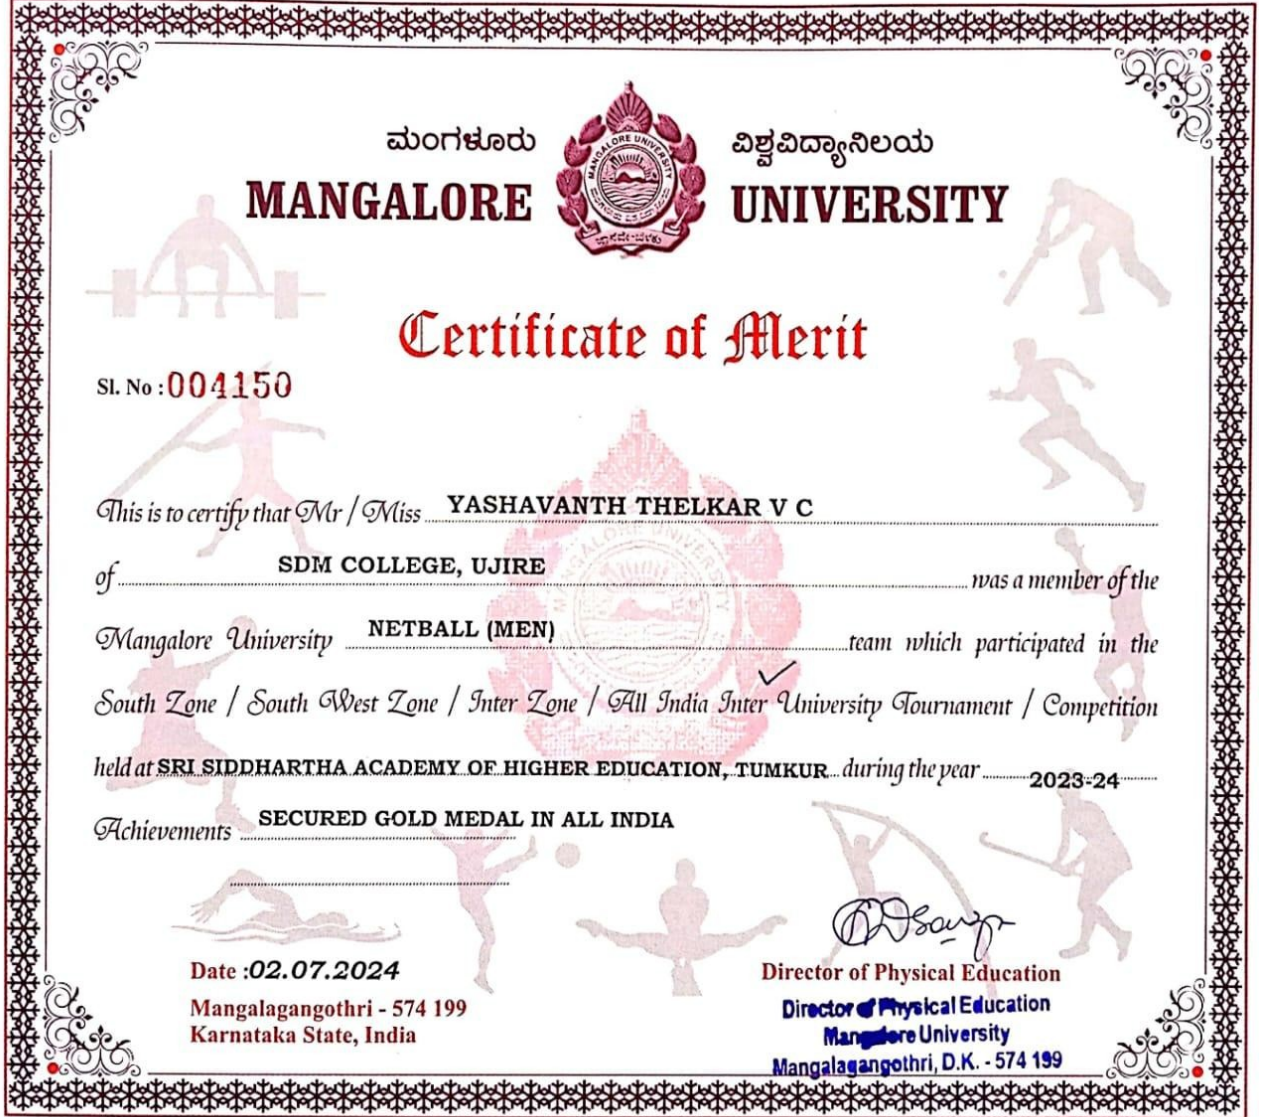 ಮಂಗಳೂರು ವಿಶ್ವವಿದ್ಯಾನಿಲಯ
MANGALORE UNIVERSITY
MANGALORE UNIVERSITY
ಜ್ಞಾನವೇ ಬೆಳಕು
Certificate of Merit
Sl. No : 004150
This is to certify that Mr / Miss YASHAVANTH THELKAR V C
of SDM COLLEGE, UJIRE was a member of the
Mangalore University NETBALL (MEN) team which participated in the
South Zone / South West Zone / Inter Zone / All India Inter University Tournament / Competition
held at SRI SIDDHARTHA ACADEMY OF HIGHER EDUCATION, TUMKUR during the year 2023-24
Achievements SECURED GOLD MEDAL IN ALL INDIA
Date : 02.07.2024
Mangalagangothri - 574 199
Karnataka State, India
Director of Physical Education
Director of Physical Education
Mangalore University
Mangalagangothri, D.K. - 574 199